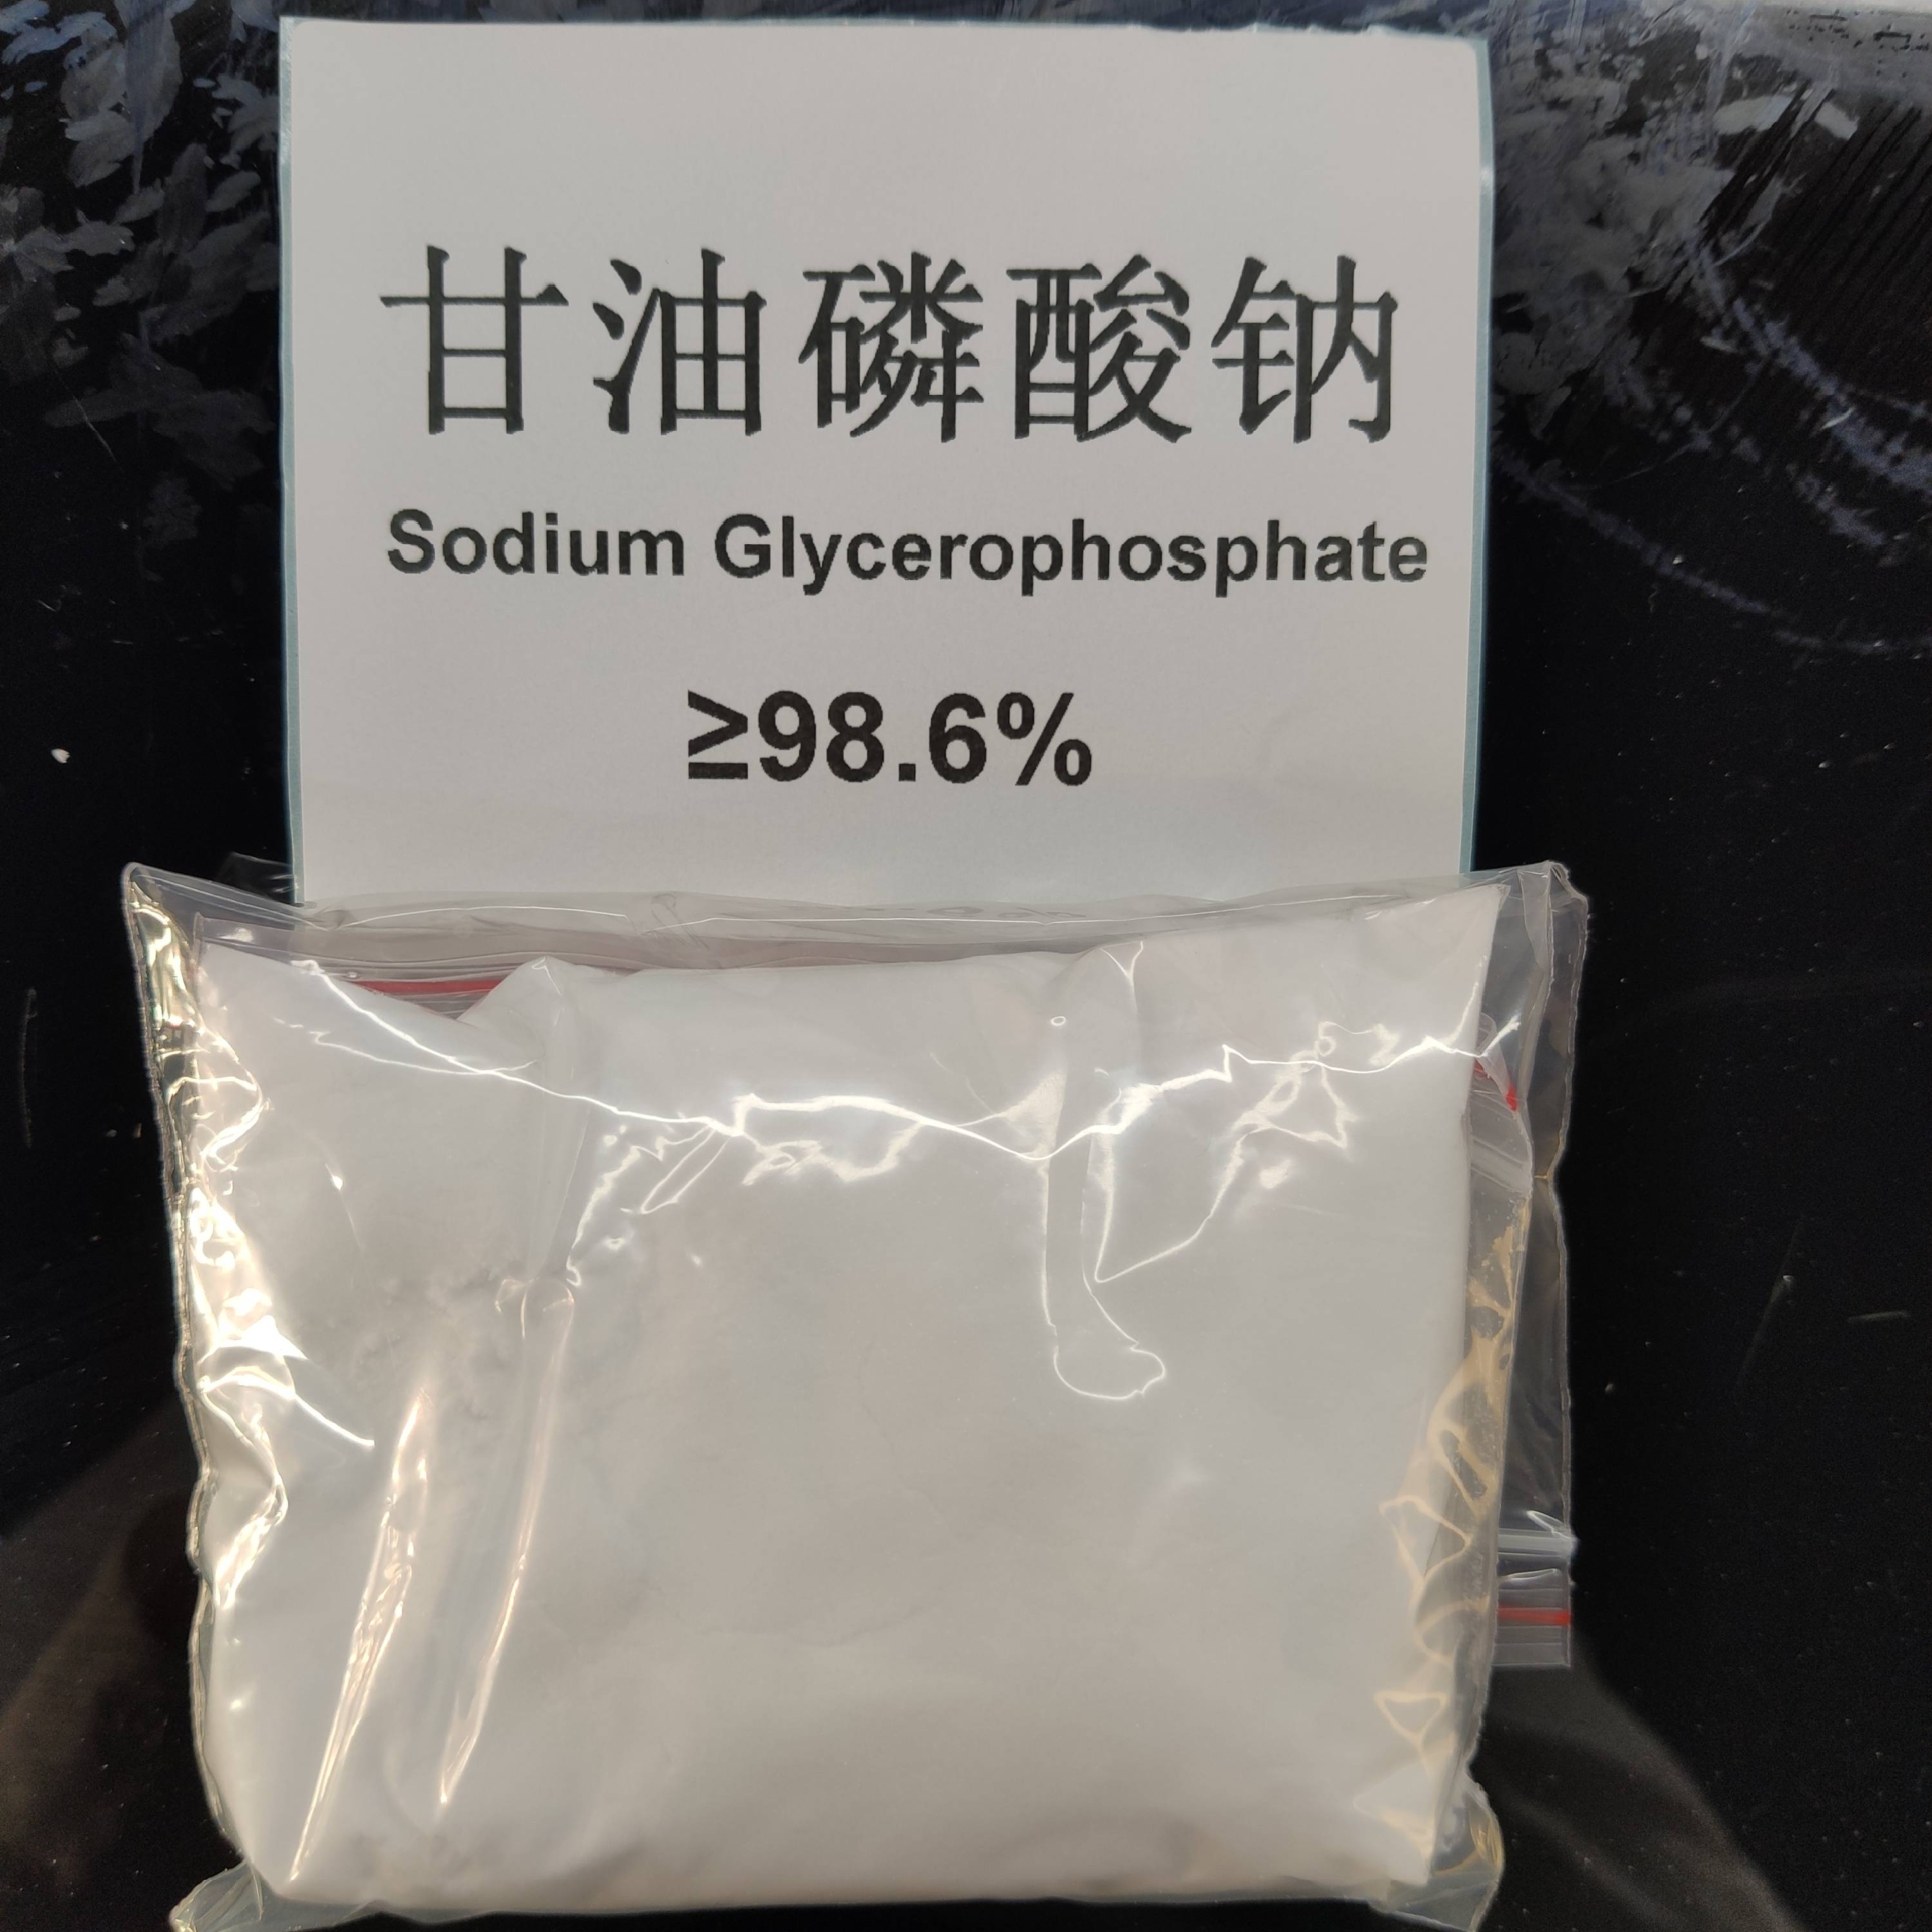 甘油磷酸钠
Sodium Glycerophosphate
≥98.6%